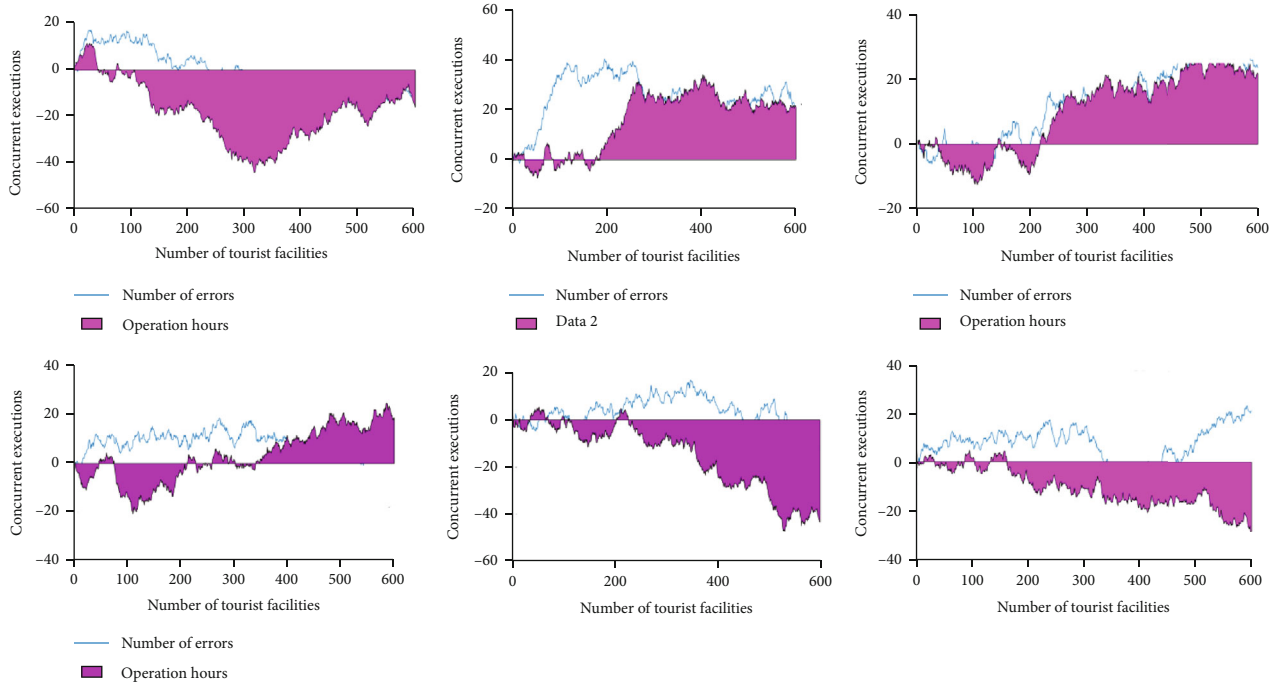 20
0
–20
–40
–60
Concurrent executions
0 100 200 300 400 500 600
Number of tourist facilities
Number of errors
Operation hours
60
40
20
0
–20
Concurrent executions
0 200 400 600
Number of tourist facilities
Number of errors
Data 2
40
20
0
–20
Concurrent executions
0 100 200 300 400 500 600
Number of tourist facilities
Number of errors
Operation hours
40
20
0
–20
–40
Concurrent executions
0 100 200 300 400 500 600
Number of tourist facilities
Number of errors
Operation hours
20
0
–20
–40
–60
Concurrent executions
0 200 400 600
Number of tourist facilities
40
20
0
–20
–40
Concurrent executions
0 100 200 300 400 500 600
Number of tourist facilities